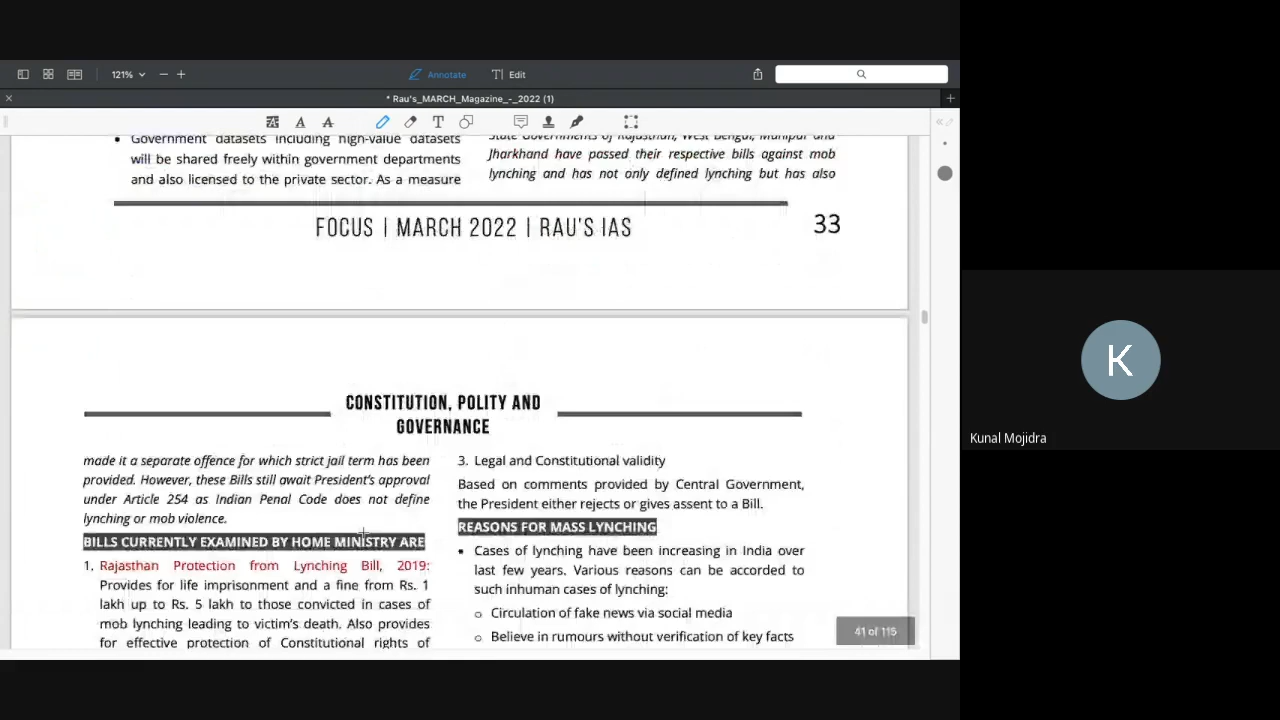 121%
Annotate
T Edit
* Rau's_MARCH_Magazine_-_2022 (1)
Government datasets including high-value datasets
will be shared freely within government departments
and also licensed to the private sector. As a measure
State Governments of Rajasthan, West Bengal, Manipur and
Jharkhand have passed their respective bills against mob
lynching and has not only defined lynching but has also
FOCUS | MARCH 2022 | RAU'S IAS
33
CONSTITUTION, POLITY AND
GOVERNANCE
made it a separate offence for which strict jail term has been
provided. However, these Bills still await President's approval
under Article 254 as Indian Penal Code does not define
lynching or mob violence.
BILLS CURRENTLY EXAMINED BY HOME MINISTRY ARE
1. Rajasthan Protection from Lynching Bill, 2019:
Provides for life imprisonment and a fine from Rs. 1
lakh up to Rs. 5 lakh to those convicted in cases of
mob lynching leading to victim's death. Also provides
for effective protection of Constitutional rights of
3. Legal and Constitutional validity
Based on comments provided by Central Government,
the President either rejects or gives assent to a Bill.
REASONS FOR MASS LYNCHING
Cases of lynching have been increasing in India over
last few years. Various reasons can be accorded to
such inhuman cases of lynching:
Circulation of fake news via social media
Believe in rumours without verification of key facts
41 of 115
K
Kunal Mojidra